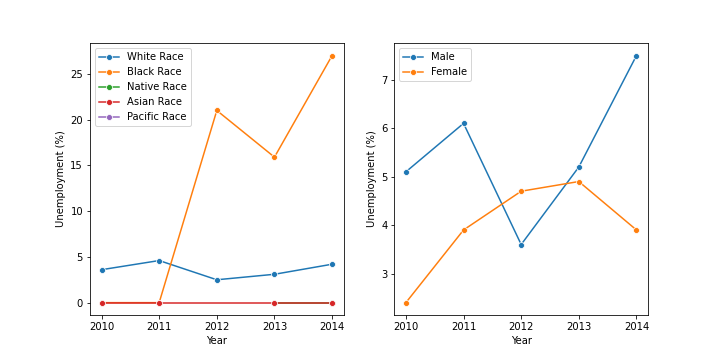 White Race
Black Race
Native Race
Asian Race
Pacific Race
Unemployment (%)
25
20
15
10
5
0
2010 2011 2012 2013 2014
Year
Male
Female
Unemployment (%)
7
6
5
4
3
2010 2011 2012 2013 2014
Year